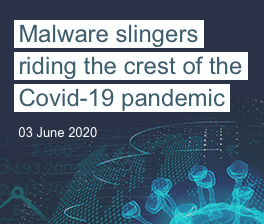 Malware slingers
riding the crest of the
Covid-19 pandemic
03 June 2020